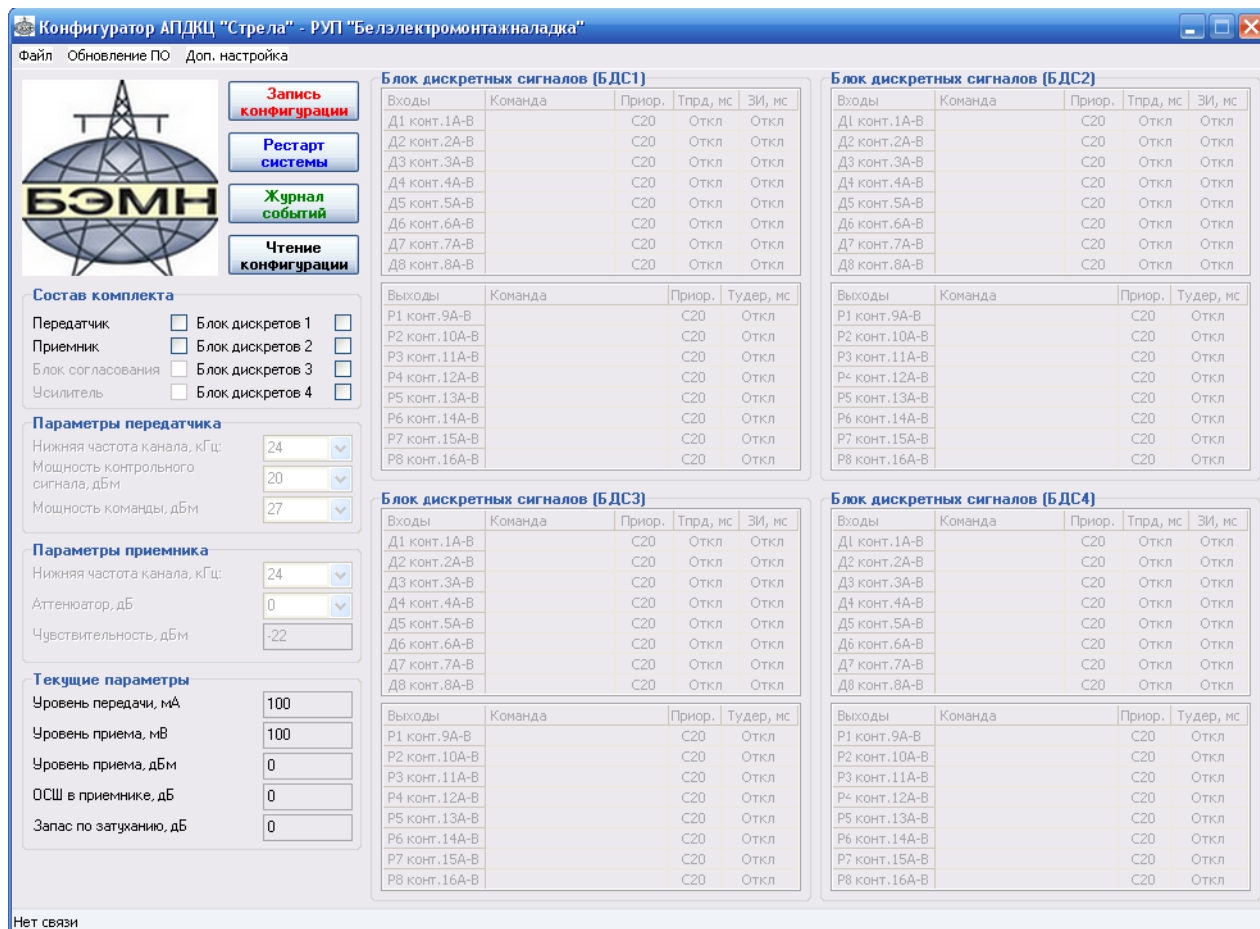 Конфигуратор АПДКЦ "Стрела" - РУП "Белэлектромонтажналадка"
Файл Обновление ПО Доп. настройка
БЭМН
Запись
конфигурации
Рестарт
системы
Журнал
событий
Чтение
конфигурации
Состав комплекта
Передатчик Блок дискретов 1
Приемник Блок дискретов 2
Блок согласования Блок дискретов 3
Усилитель Блок дискретов 4
Параметры передатчика
Нижняя частота канала, кГц: 24
Мощность контрольного
сигнала, дБм 20
Мощность команды, дБм 27
Параметры приемника
Нижняя частота канала, кГц: 24
Аттенюатор, дБ 0
Чувствительность, дБм -22
Текущие параметры
Уровень передачи, мА 100
Уровень приема, мВ 100
Уровень приема, дБм 0
ОСШ в приемнике, дБ 0
Запас по затуханию, дБ 0
Блок дискретных сигналов (БДС1)
Входы Команда Приор. Тпрд, мс ЗИ, мс
Д1 конт.1А-В С20 Откл Откл
Д2 конт.2А-В С20 Откл Откл
Д3 конт.3А-В С20 Откл Откл
Д4 конт.4А-В С20 Откл Откл
Д5 конт.5А-В С20 Откл Откл
Д6 конт.6А-В С20 Откл Откл
Д7 конт.7А-В С20 Откл Откл
Д8 конт.8А-В С20 Откл Откл
Выходы Команда Приор. Тудер, мс
Р1 конт.9А-В С20 Откл
Р2 конт.10А-В С20 Откл
Р3 конт.11А-В С20 Откл
Р4 конт.12А-В С20 Откл
Р5 конт.13А-В С20 Откл
Р6 конт.14А-В С20 Откл
Р7 конт.15А-В С20 Откл
Р8 конт.16А-В С20 Откл
Блок дискретных сигналов (БДС2)
Входы Команда Приор. Тпрд, мс ЗИ, мс
Д1 конт.1А-В С20 Откл Откл
Д2 конт.2А-В С20 Откл Откл
Д3 конт.3А-В С20 Откл Откл
Д4 конт.4А-В С20 Откл Откл
Д5 конт.5А-В С20 Откл Откл
Д6 конт.6А-В С20 Откл Откл
Д7 конт.7А-В С20 Откл Откл
Д8 конт.8А-В С20 Откл Откл
Выходы Команда Приор. Тудер, мс
Р1 конт.9А-В С20 Откл
Р2 конт.10А-В С20 Откл
Р3 конт.11А-В С20 Откл
Р4 конт.12А-В С20 Откл
Р5 конт.13А-В С20 Откл
Р6 конт.14А-В С20 Откл
Р7 конт.15А-В С20 Откл
Р8 конт.16А-В С20 Откл
Блок дискретных сигналов (БДС3)
Входы Команда Приор. Тпрд, мс ЗИ, мс
Д1 конт.1А-В С20 Откл Откл
Д2 конт.2А-В С20 Откл Откл
Д3 конт.3А-В С20 Откл Откл
Д4 конт.4А-В С20 Откл Откл
Д5 конт.5А-В С20 Откл Откл
Д6 конт.6А-В С20 Откл Откл
Д7 конт.7А-В С20 Откл Откл
Д8 конт.8А-В С20 Откл Откл
Выходы Команда Приор. Тудер, мс
Р1 конт.9А-В С20 Откл
Р2 конт.10А-В С20 Откл
Р3 конт.11А-В С20 Откл
Р4 конт.12А-В С20 Откл
Р5 конт.13А-В С20 Откл
Р6 конт.14А-В С20 Откл
Р7 конт.15А-В С20 Откл
Р8 конт.16А-В С20 Откл
Блок дискретных сигналов (БДС4)
Входы Команда Приор. Тпрд, мс ЗИ, мс
Д1 конт.1А-В С20 Откл Откл
Д2 конт.2А-В С20 Откл Откл
Д3 конт.3А-В С20 Откл Откл
Д4 конт.4А-В С20 Откл Откл
Д5 конт.5А-В С20 Откл Откл
Д6 конт.6А-В С20 Откл Откл
Д7 конт.7А-В С20 Откл Откл
Д8 конт.8А-В С20 Откл Откл
Выходы Команда Приор. Тудер, мс
Р1 конт.9А-В С20 Откл
Р2 конт.10А-В С20 Откл
Р3 конт.11А-В С20 Откл
Р4 конт.12А-В С20 Откл
Р5 конт.13А-В С20 Откл
Р6 конт.14А-В С20 Откл
Р7 конт.15А-В С20 Откл
Р8 конт.16А-В С20 Откл
Нет связи